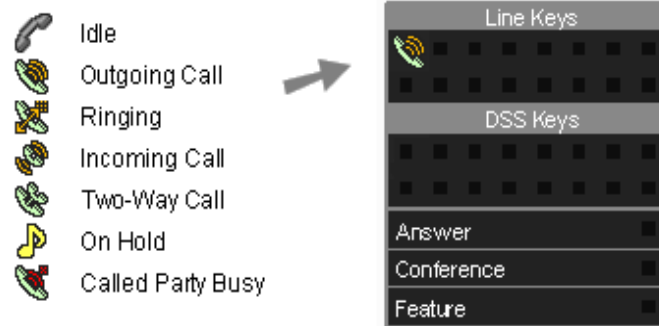 Idle
Outgoing Call
Ringing
Incoming Call
Two-Way Call
On Hold
Called Party Busy
Line Keys
DSS Keys
Answer
Conference
Feature